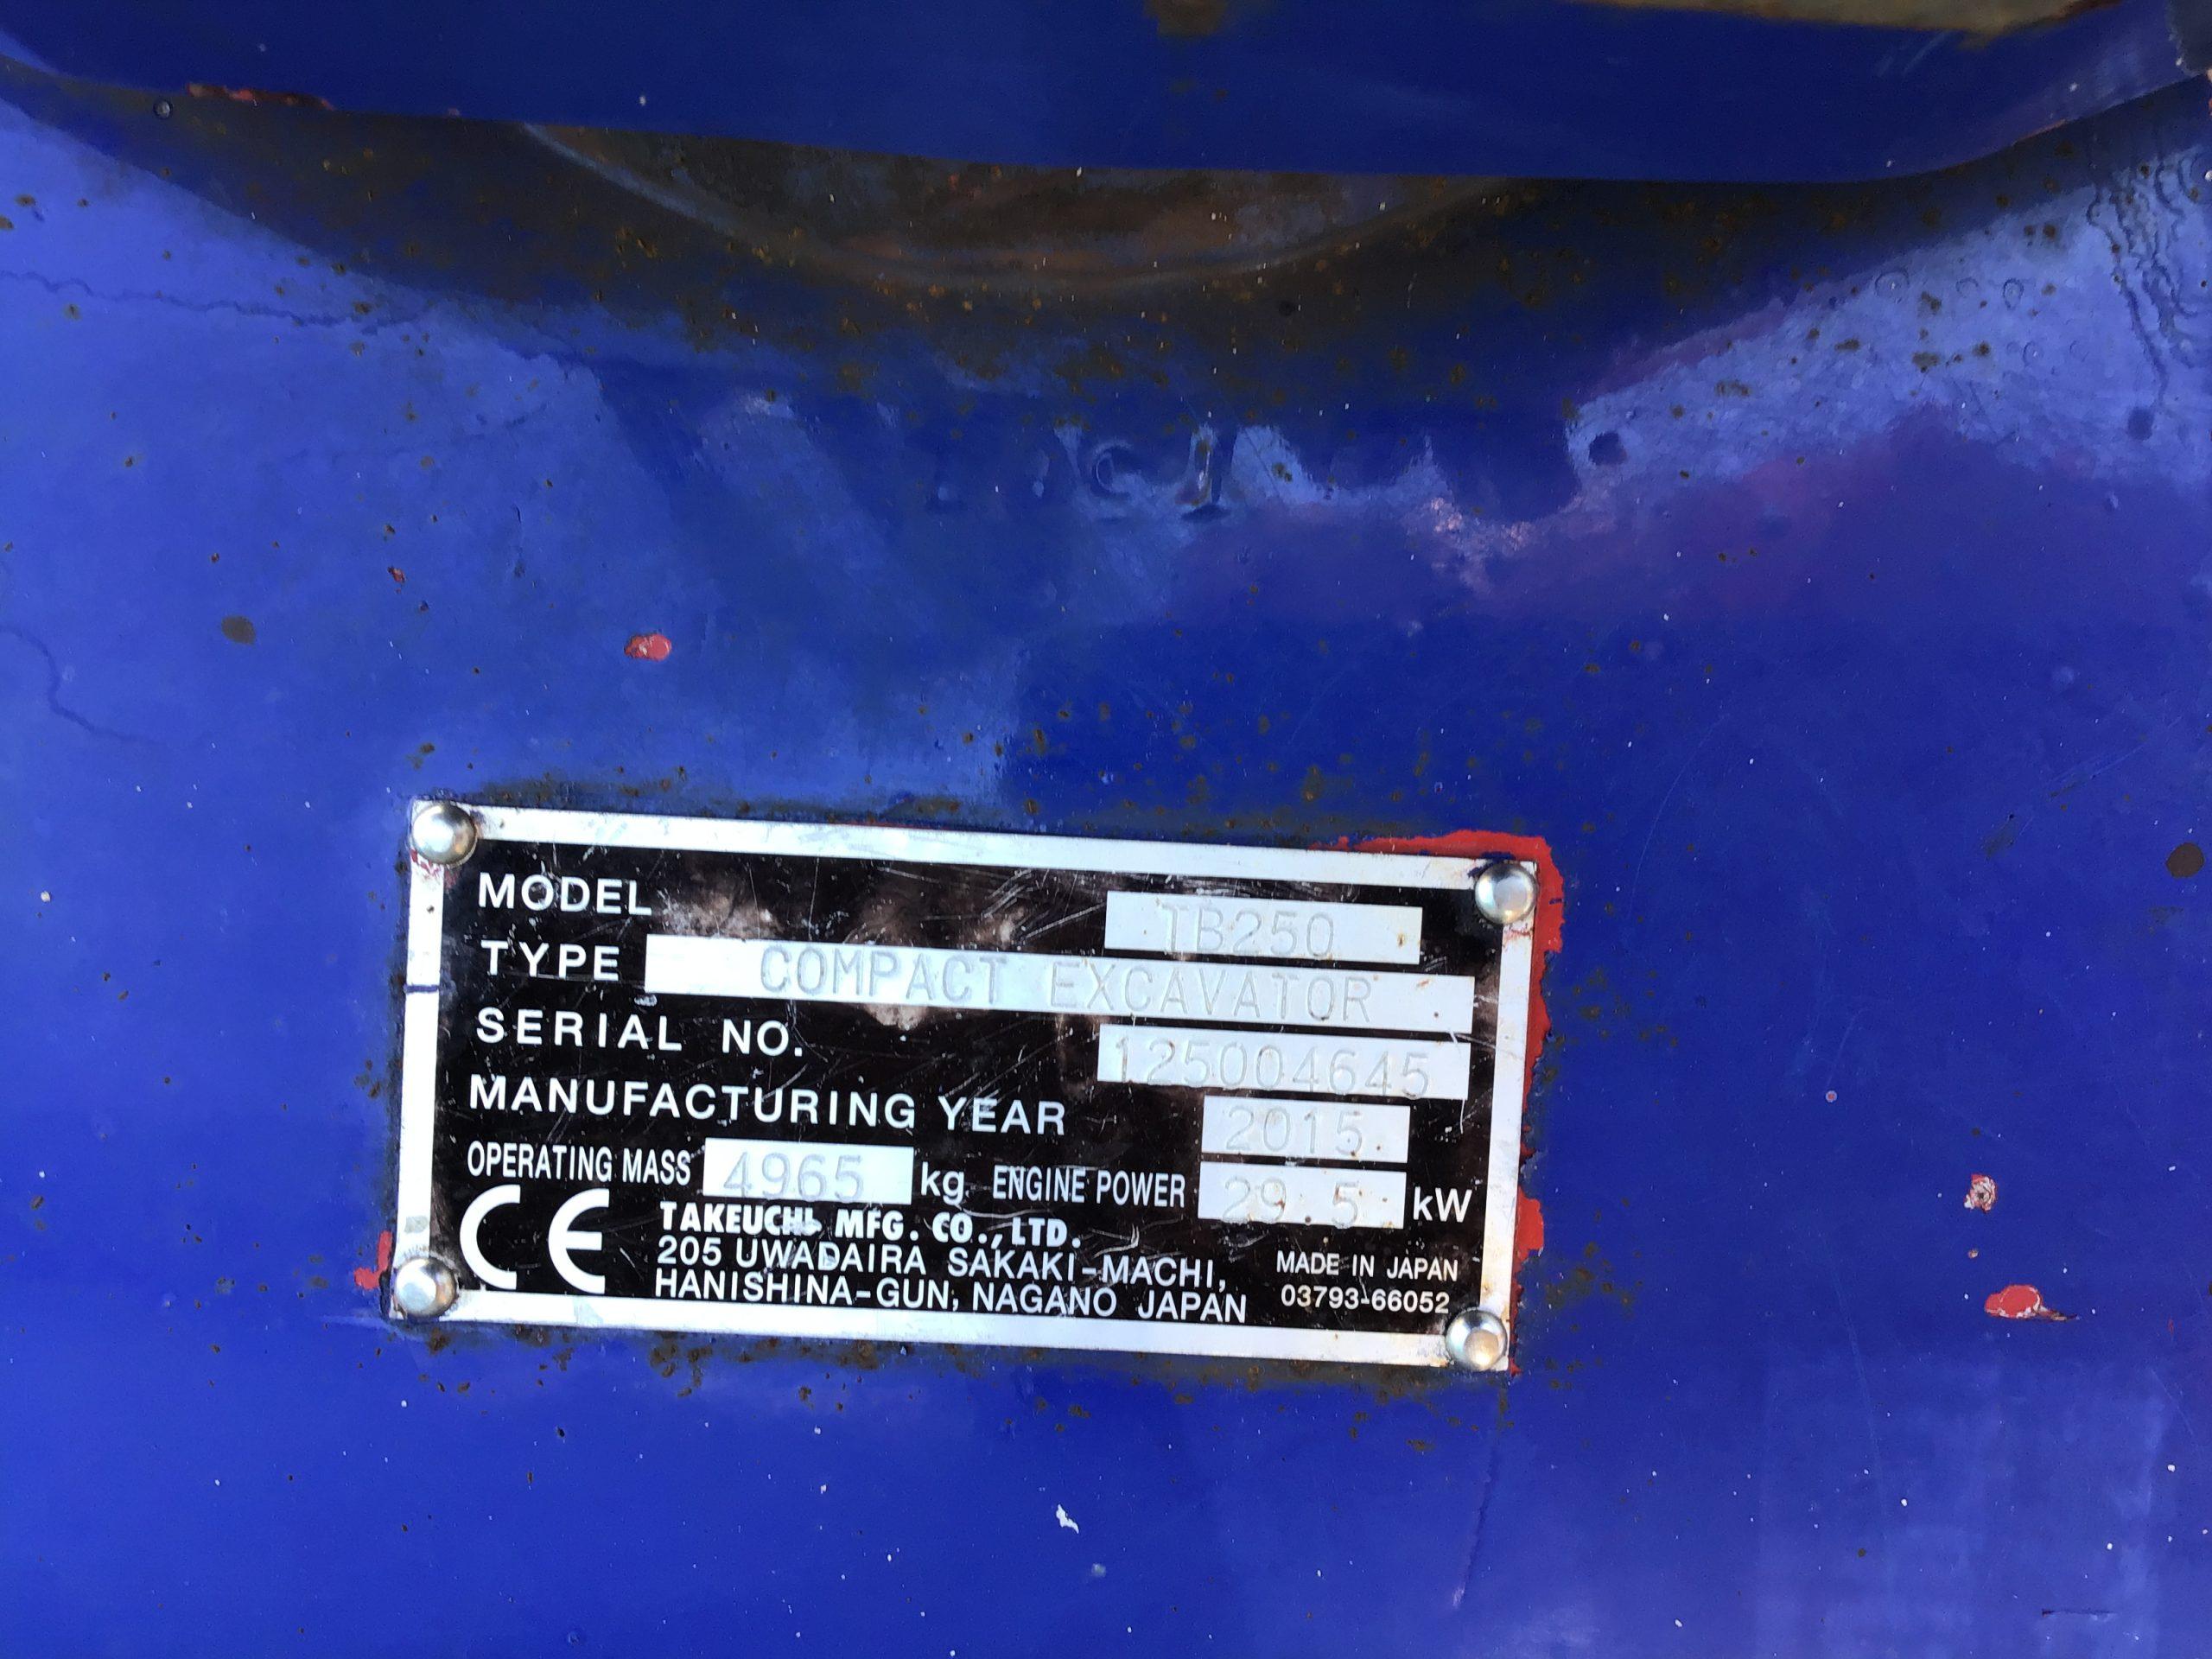 MODEL TB250
TYPE COMPACT EXCAVATOR
SERIAL NO. 125004645
MANUFACTURING YEAR 2015
OPERATING MASS 4965 kg ENGINE POWER 29.5 kW
CE
TAKEUCHI MFG. CO., LTD.
205 UWADAIRA SAKAKI-MACHI,
HANISHINA-GUN, NAGANO JAPAN
MADE IN JAPAN
03793-66052